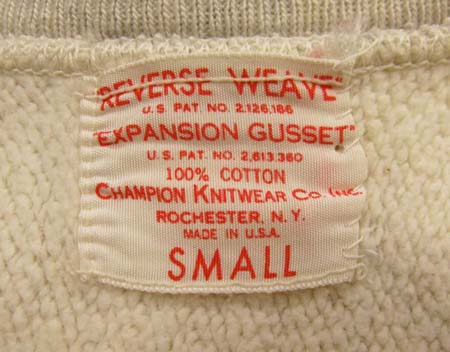 "REVERSE WEAVE"
U.S. PAT. NO. 2,126,186
"EXPANSION GUSSET"
U.S. PAT. NO. 2,613,360
100% COTTON
CHAMPION KNITWEAR CO. INC.
ROCHESTER, N.Y.
MADE IN U.S.A.
SMALL